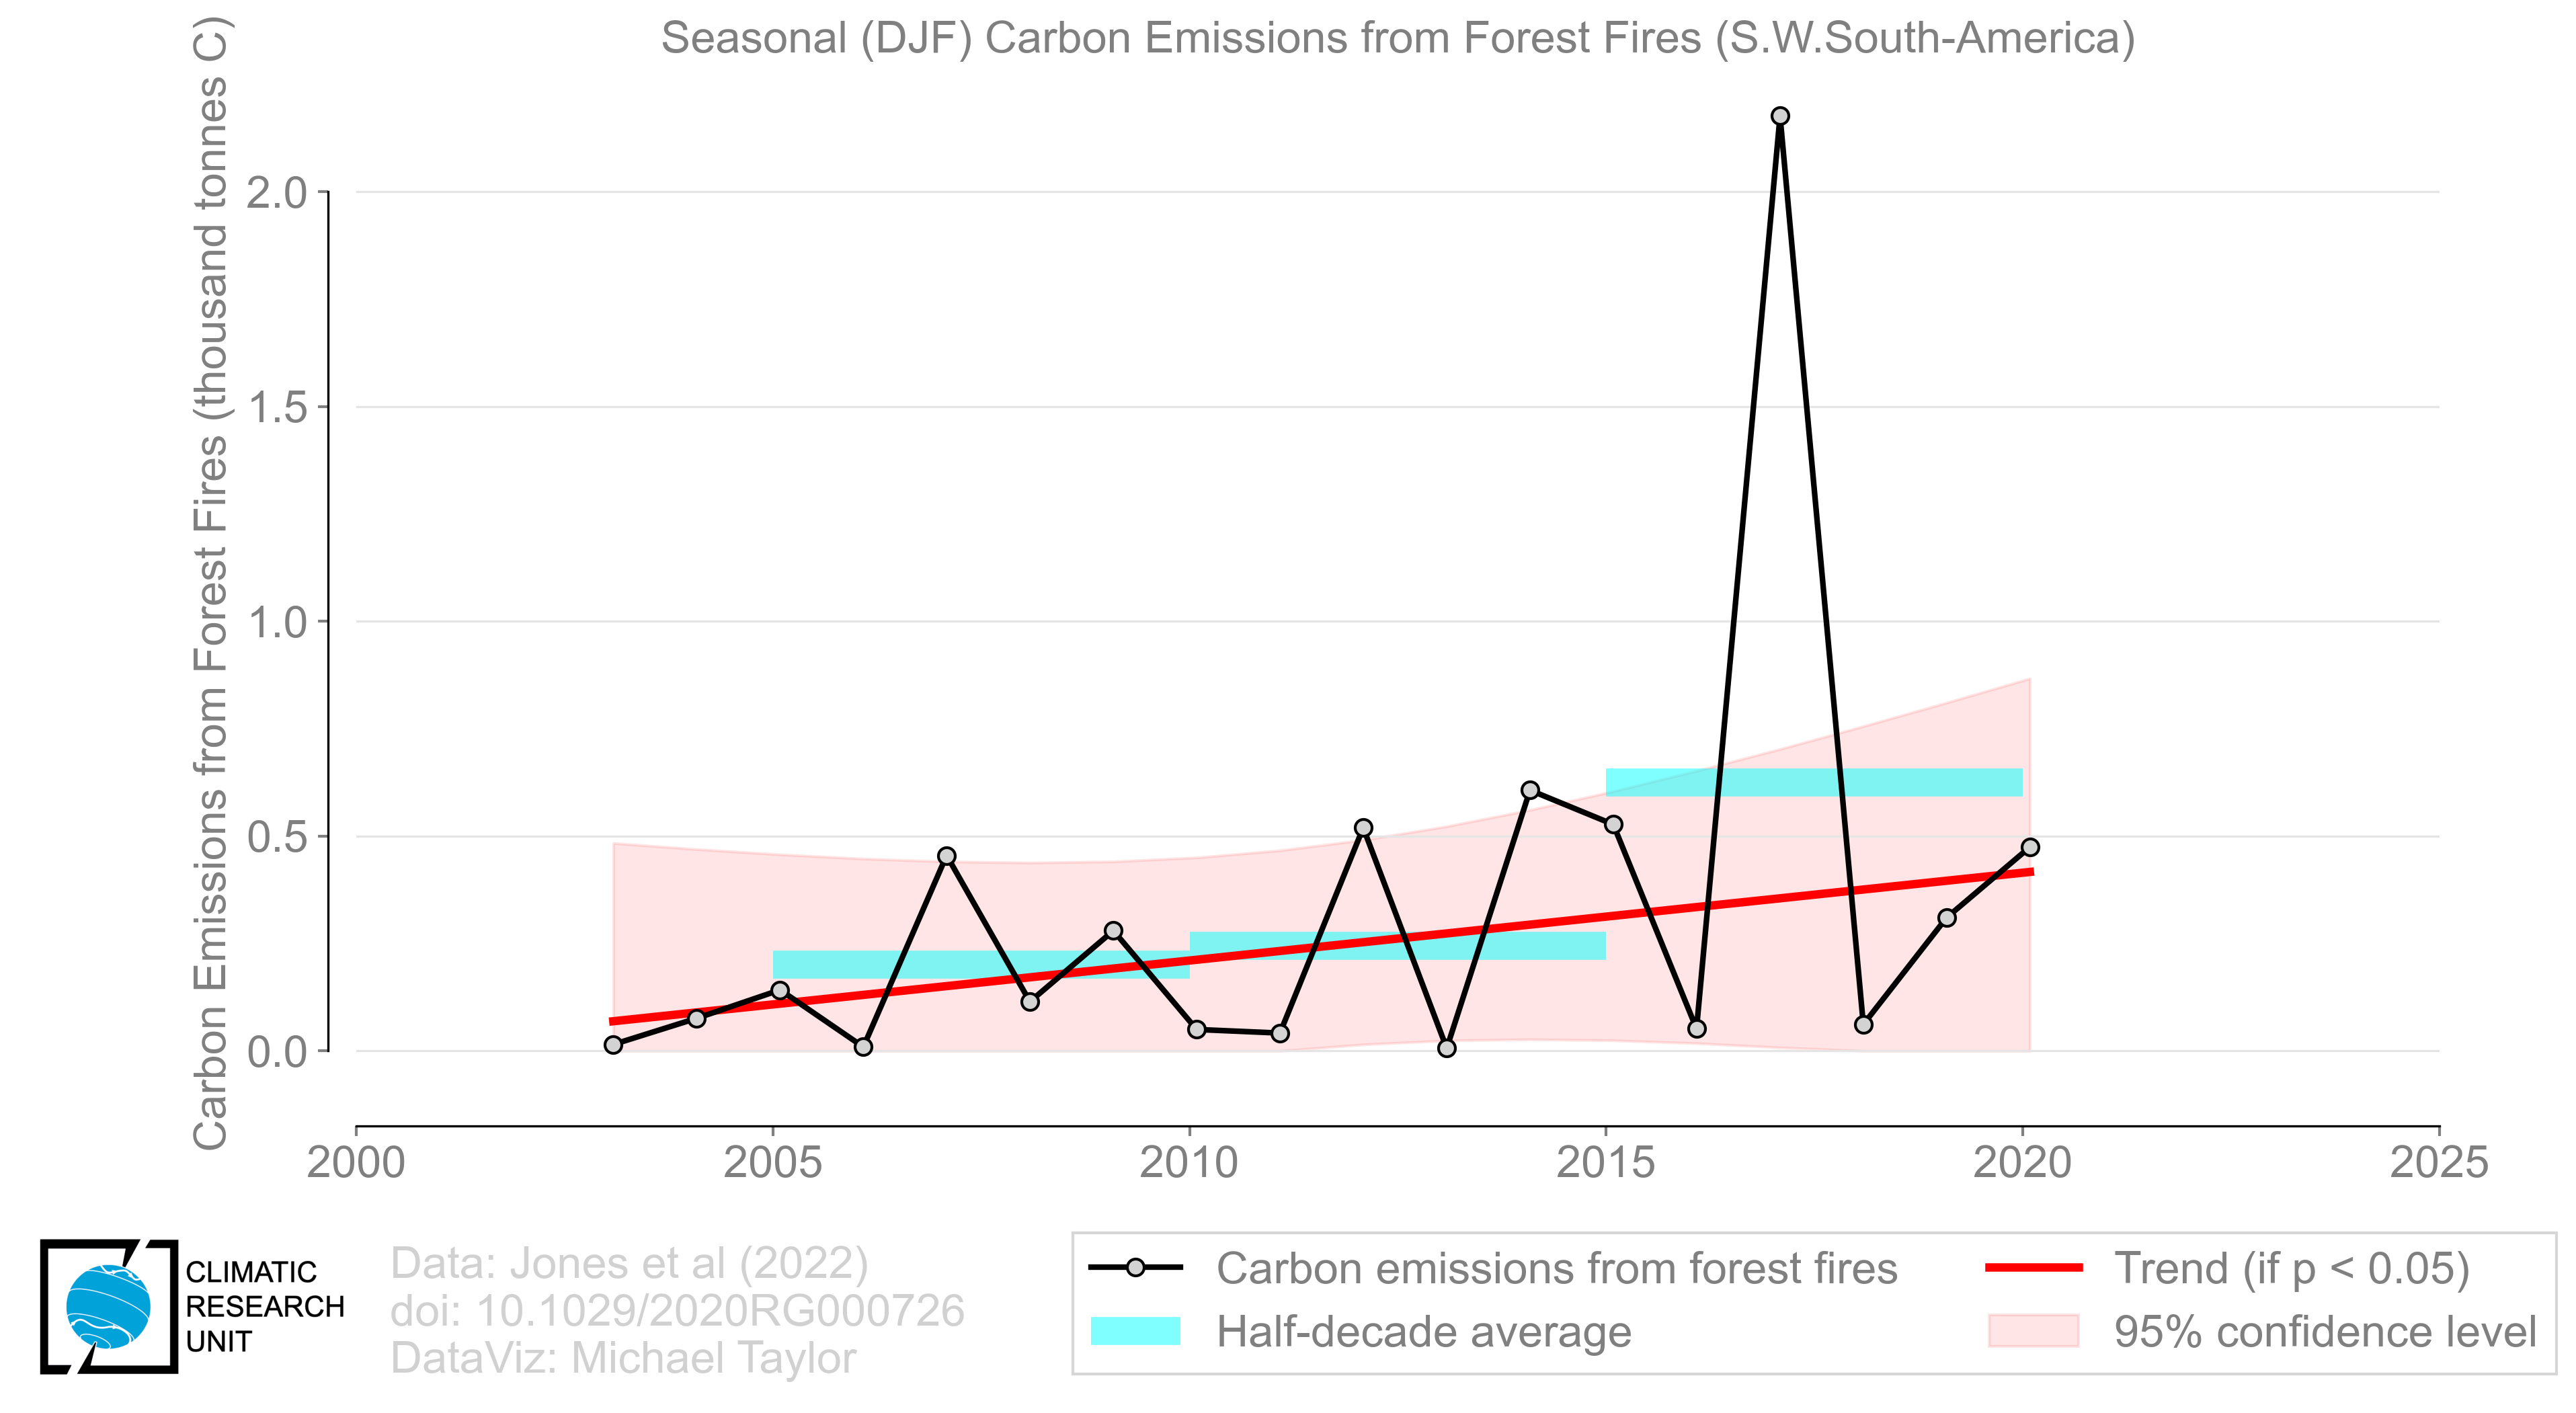 Seasonal (DJF) Carbon Emissions from Forest Fires (S.W.South-America)
Carbon Emissions from Forest Fires (thousand tonnes C)
2.0
1.5
1.0
0.5
0.0
2000 2005 2010 2015 2020 2025
CLIMATIC
RESEARCH
UNIT
Data: Jones et al (2022)
doi: 10.1029/2020RG000726
DataViz: Michael Taylor
Carbon emissions from forest fires
Half-decade average
Trend (if p < 0.05)
95% confidence level